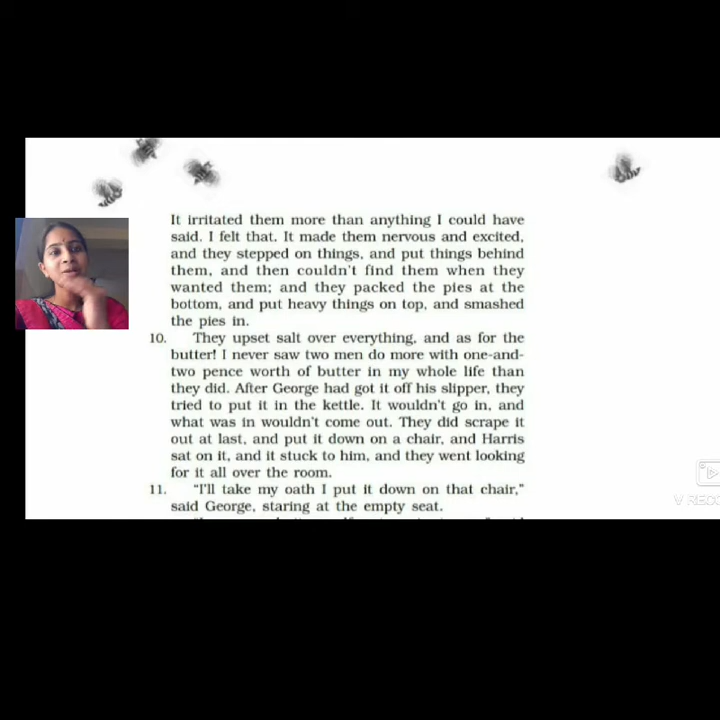 It irritated them more than anything I could have
said. I felt that. It made them nervous and excited,
and they stepped on things, and put things behind
them, and then couldn't find them when they
wanted them; and they packed the pies at the
bottom, and put heavy things on top, and smashed
the pies in.
10. They upset salt over everything, and as for the
butter! I never saw two men do more with one-and-
two pence worth of butter in my whole life than
they did. After George had got it off his slipper, they
tried to put it in the kettle. It wouldn't go in, and
what was in wouldn't come out. They did scrape it
out at last, and put it down on a chair, and Harris
sat on it, and it stuck to him, and they went looking
for it all over the room.
11. “I'll take my oath I put it down on that chair,”
said George, staring at the empty seat.
V REC